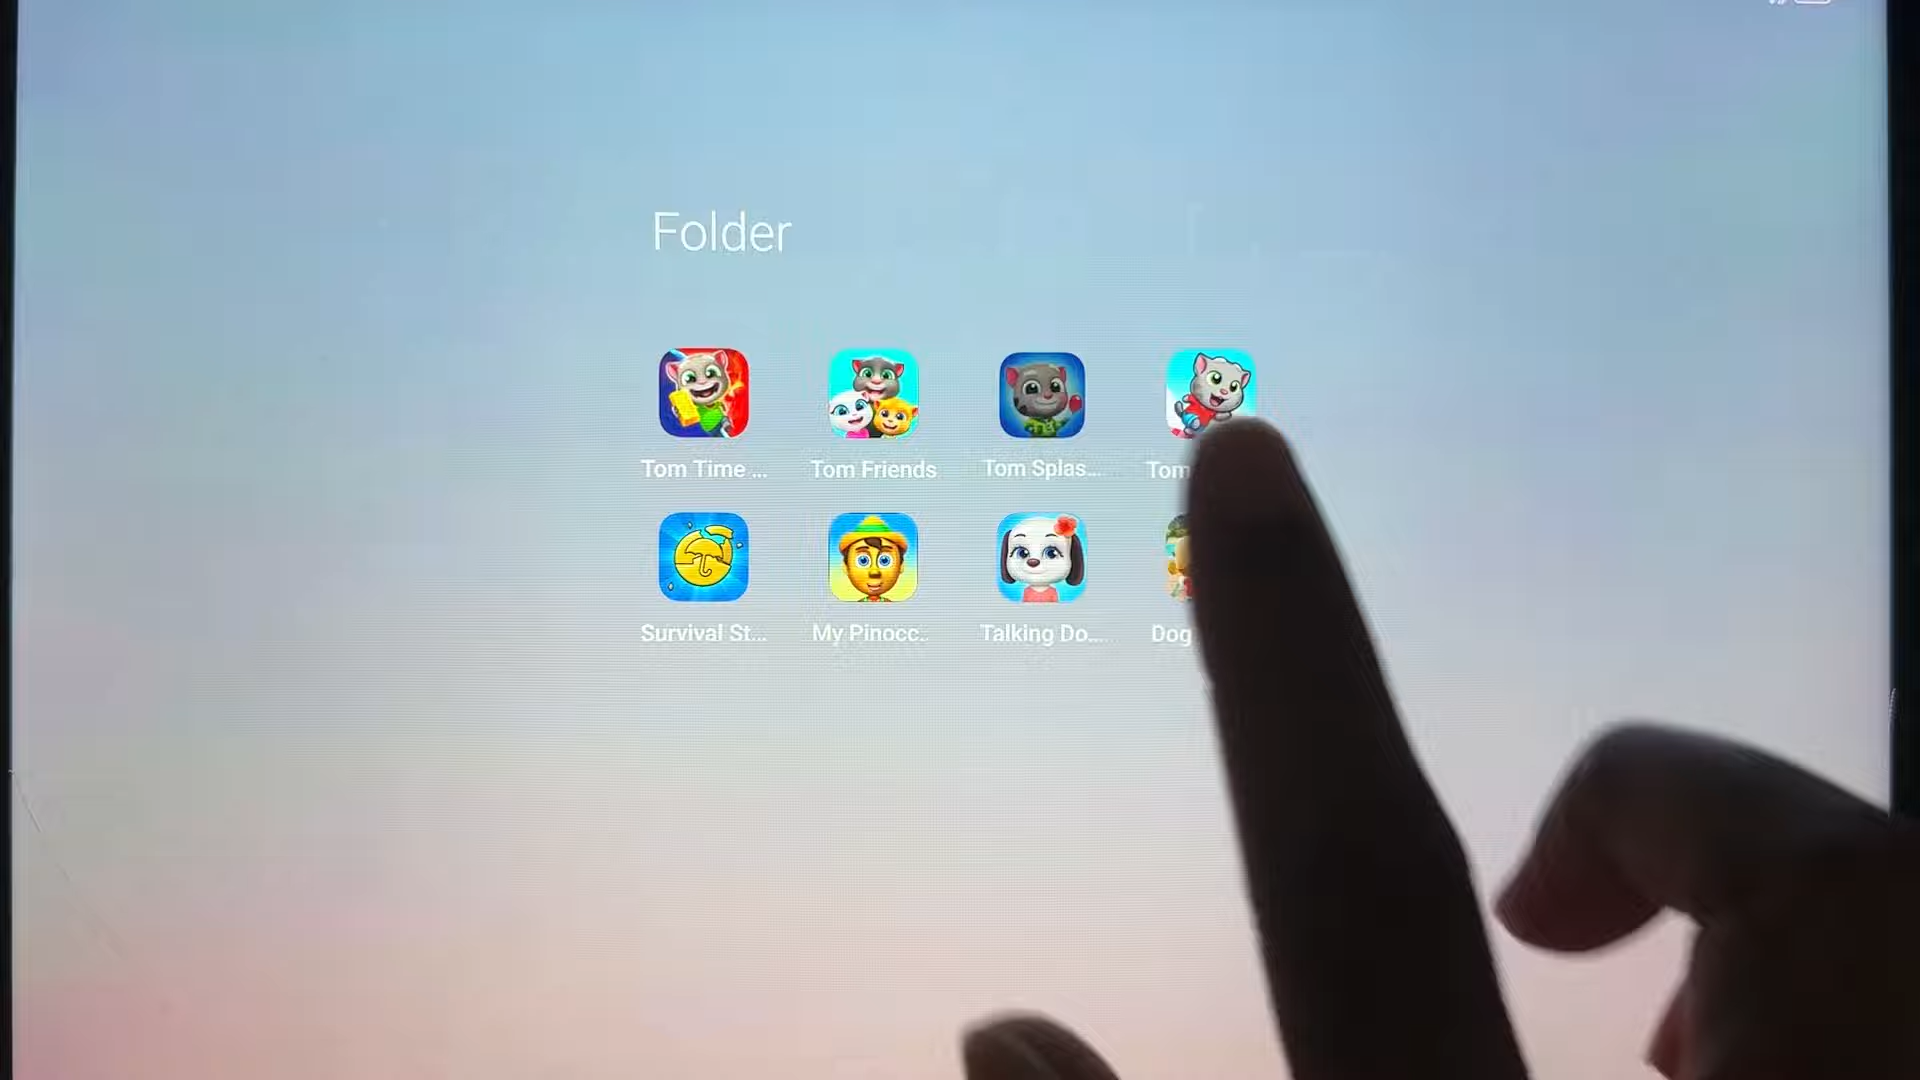 Folder
Tom Time ...
Tom Friends
Tom Splas...
Tom
Survival St...
My Pinocc..
Talking Do...
Dog